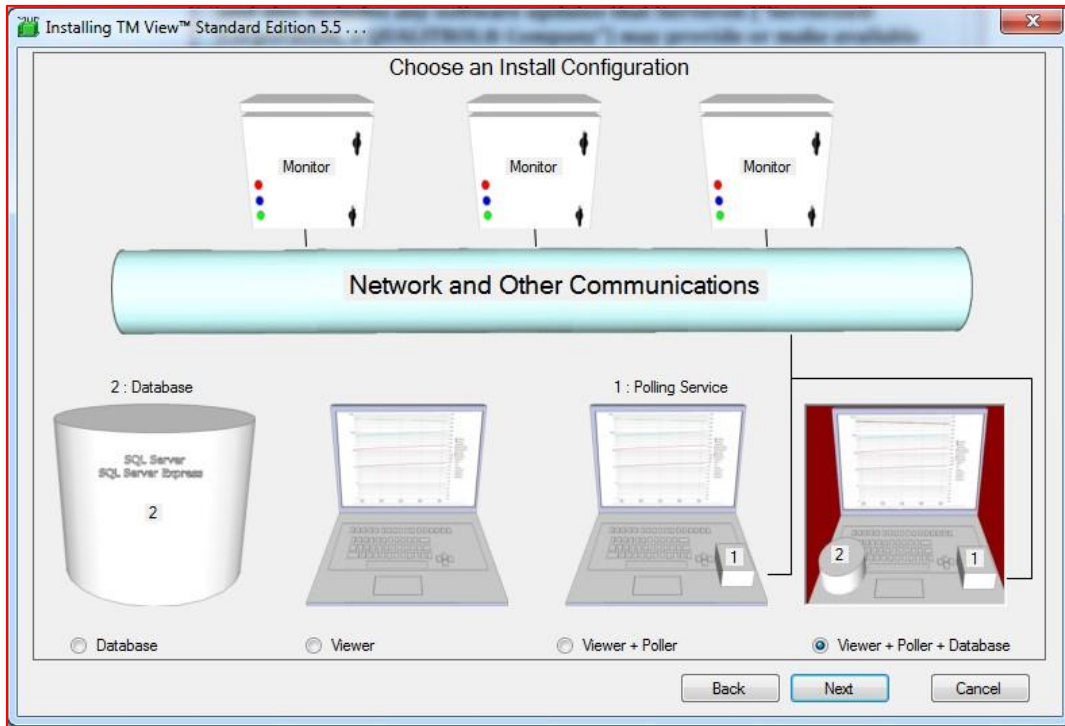 Installing TM View™ Standard Edition 5.5 . . .
Choose an Install Configuration
Monitor
Monitor
Monitor
Network and Other Communications
2 : Database
1 : Polling Service
SQL Server
SQL Server Express
2
1
2
1
Database
Viewer
Viewer + Poller
Viewer + Poller + Database
Back
Next
Cancel